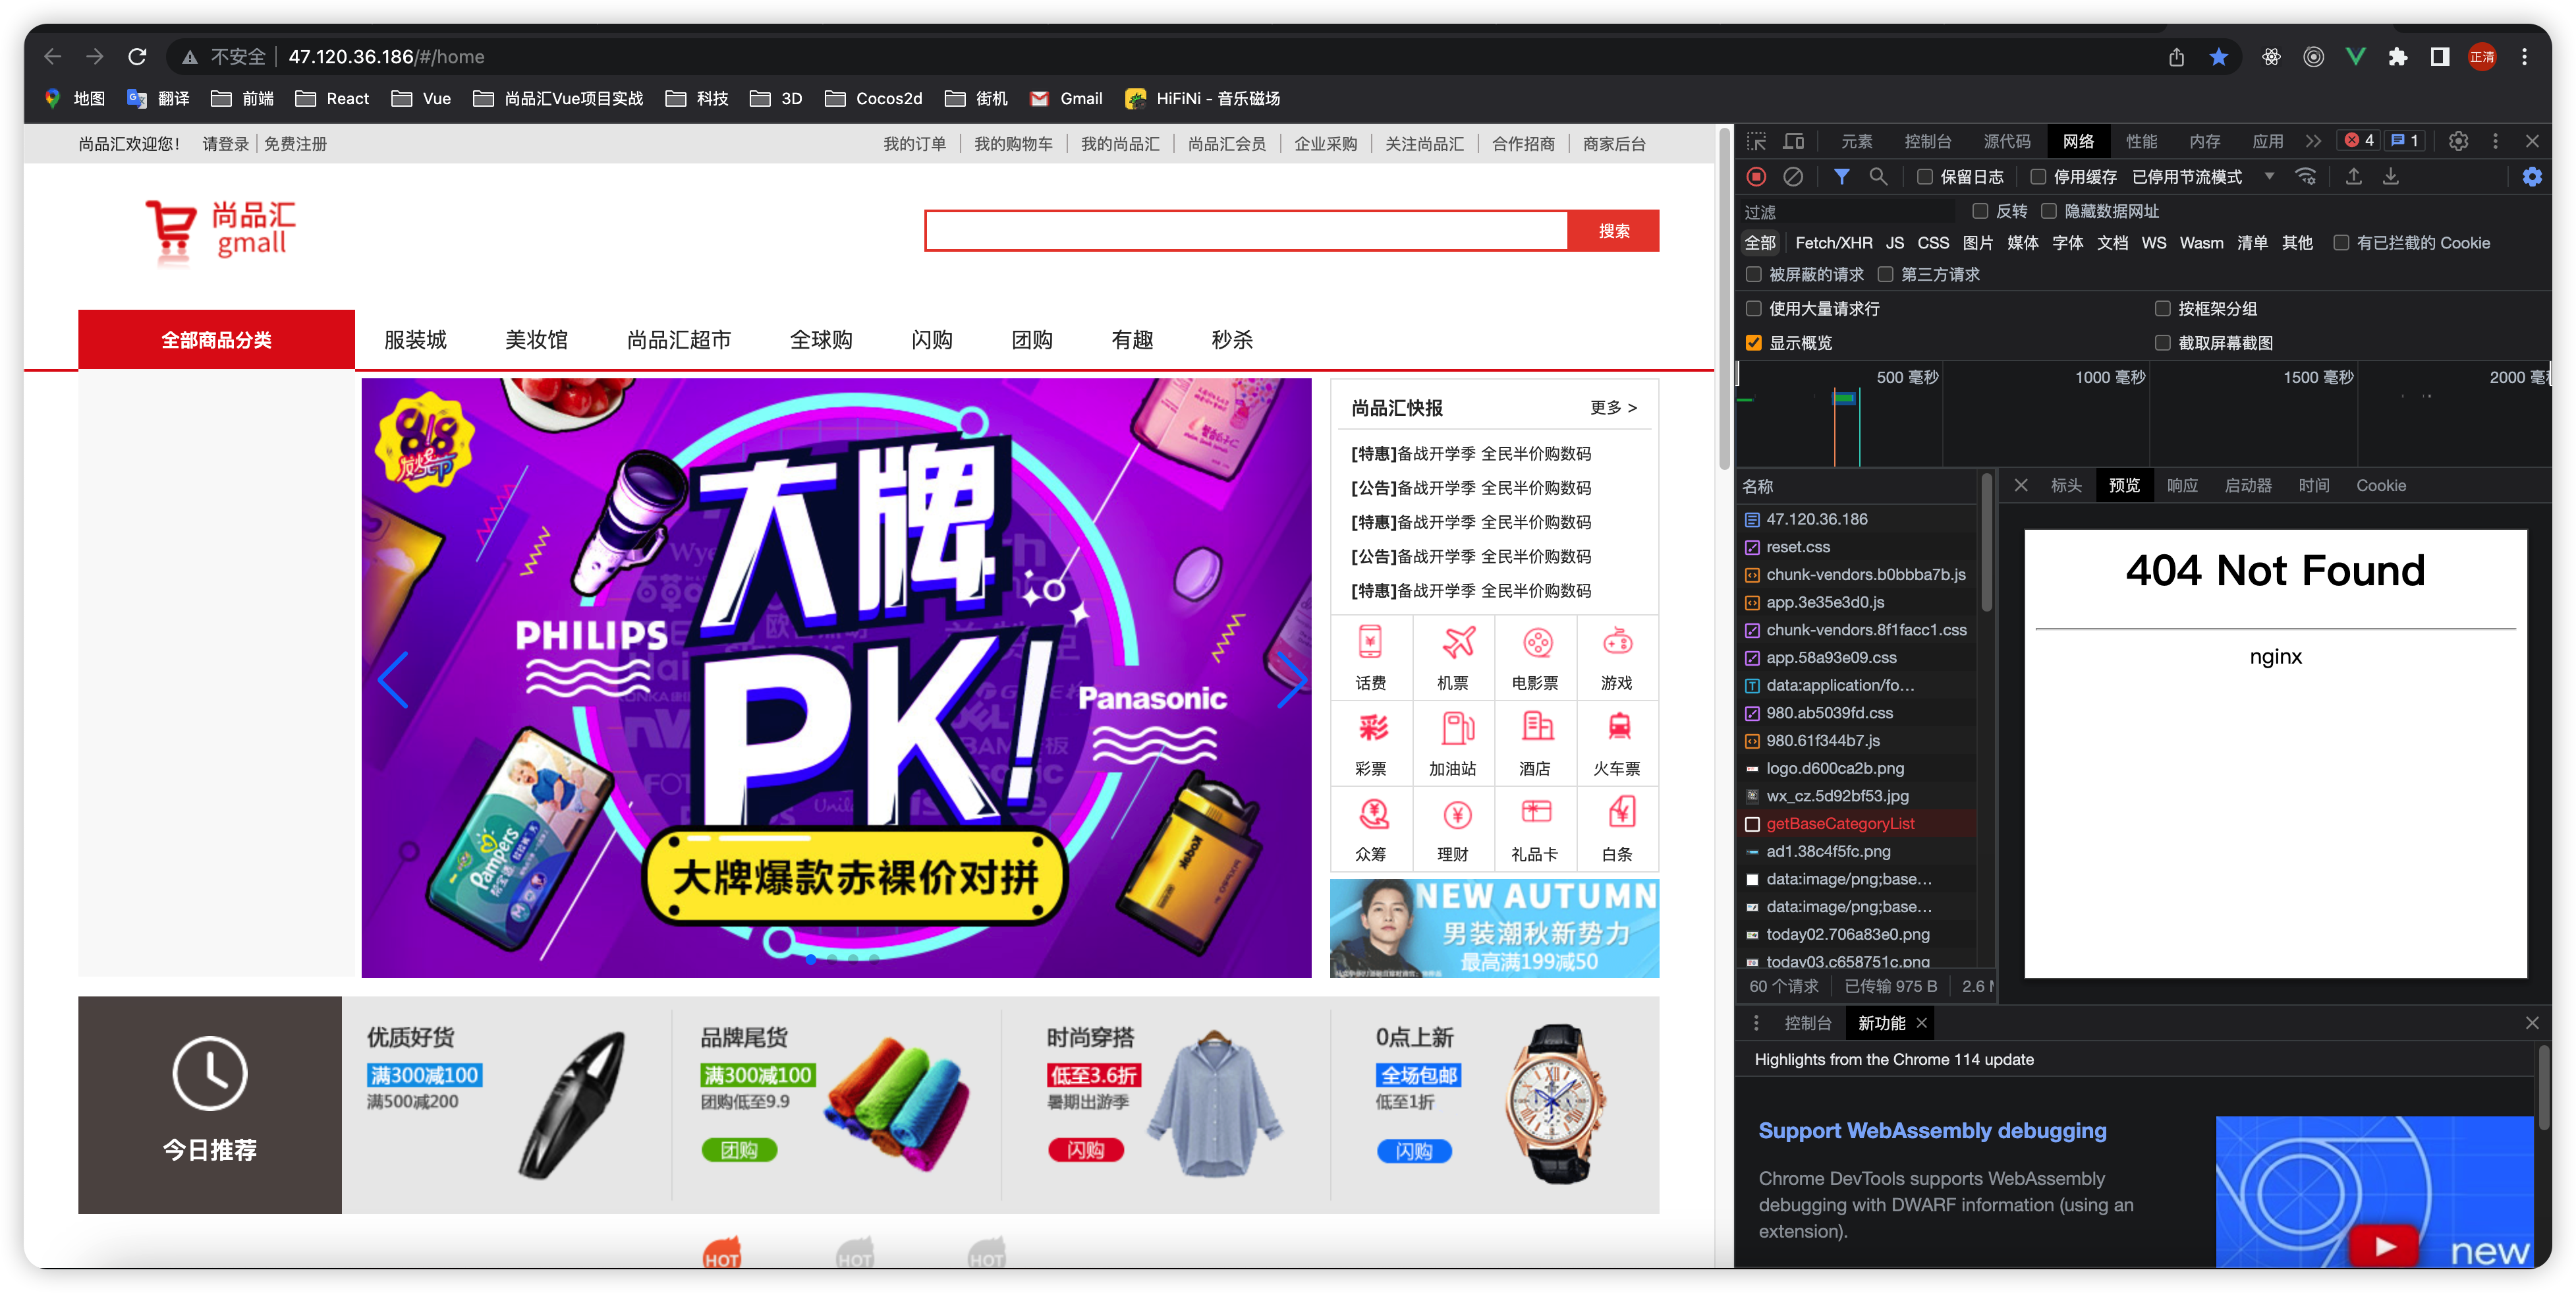 不安全 47.120.36.186/#/home 正清
地图 翻译 前端 React Vue 尚品汇Vue项目实战 科技 3D Cocos2d 街机 Gmail HiFiNi - 音乐磁场
尚品汇欢迎您! 请登录 免费注册 我的订单 我的购物车 我的尚品汇 尚品汇会员 企业采购 关注尚品汇 合作招商 商家后台
尚品汇
gmall
搜索
全部商品分类 服装城 美妆馆 尚品汇超市 全球购 闪购 团购 有趣 秒杀
大牌
PK!
PHILIPS
Panasonic
Pampers
Kodak
大牌爆款赤裸价对拼
尚品汇快报 更多 >
[特惠]备战开学季 全民半价购数码
[公告]备战开学季 全民半价购数码
[特惠]备战开学季 全民半价购数码
[公告]备战开学季 全民半价购数码
[特惠]备战开学季 全民半价购数码
话费 机票 电影票 游戏
彩票 加油站 酒店 火车票
众筹 理财 礼品卡 白条
NEW AUTUMN
男装潮秋新势力
最高满199减50
今日推荐
优质好货
满300减100
满500减200
品牌尾货
满300减100
团购低至9.9
团购
时尚穿搭
低至3.6折
暑期出游季
闪购
0点上新
全场包邮
低至1折
闪购
HOT HOT HOT
元素 控制台 源代码 网络 性能 内存 应用 4 1
保留日志 停用缓存 已停用节流模式
过滤 反转 隐藏数据网址
全部 Fetch/XHR JS CSS 图片 媒体 字体 文档 WS Wasm 清单 其他 有已拦截的 Cookie
被屏蔽的请求 第三方请求
使用大量请求行 按框架分组
显示概览 截取屏幕截图
500 毫秒 1000 毫秒 1500 毫秒 2000 毫
名称
47.120.36.186
reset.css
chunk-vendors.b0bbba7b.js
app.3e35e3d0.js
chunk-vendors.8f1facc1.css
app.58a93e09.css
data:application/fo…
980.ab5039fd.css
980.61f344b7.js
logo.d600ca2b.png
wx_cz.5d92bf53.jpg
getBaseCategoryList
ad1.38c4f5fc.png
data:image/png;base…
data:image/png;base…
today02.706a83e0.png
today03.c658751c.png
60 个请求 已传输 975 B 2.6
标头 预览 响应 启动器 时间 Cookie
404 Not Found
nginx
控制台 新功能
Highlights from the Chrome 114 update
Support WebAssembly debugging
Chrome DevTools supports WebAssembly
debugging with DWARF information (using an
extension).
new